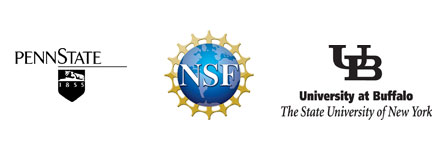 PENNSTATE
1855
NSF
UB
University at Buffalo
The State University of New York